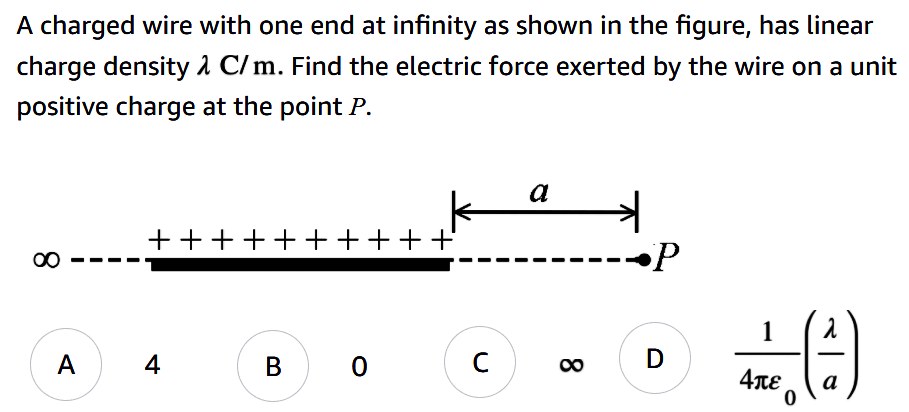 A charged wire with one end at infinity as shown in the figure, has linear
charge density λ C/m. Find the electric force exerted by the wire on a unit
positive charge at the point P.
a
+ + + + + + + + + +
∞ P
A 4 B 0 C ∞ D 1/4πε₀ (λ/a)